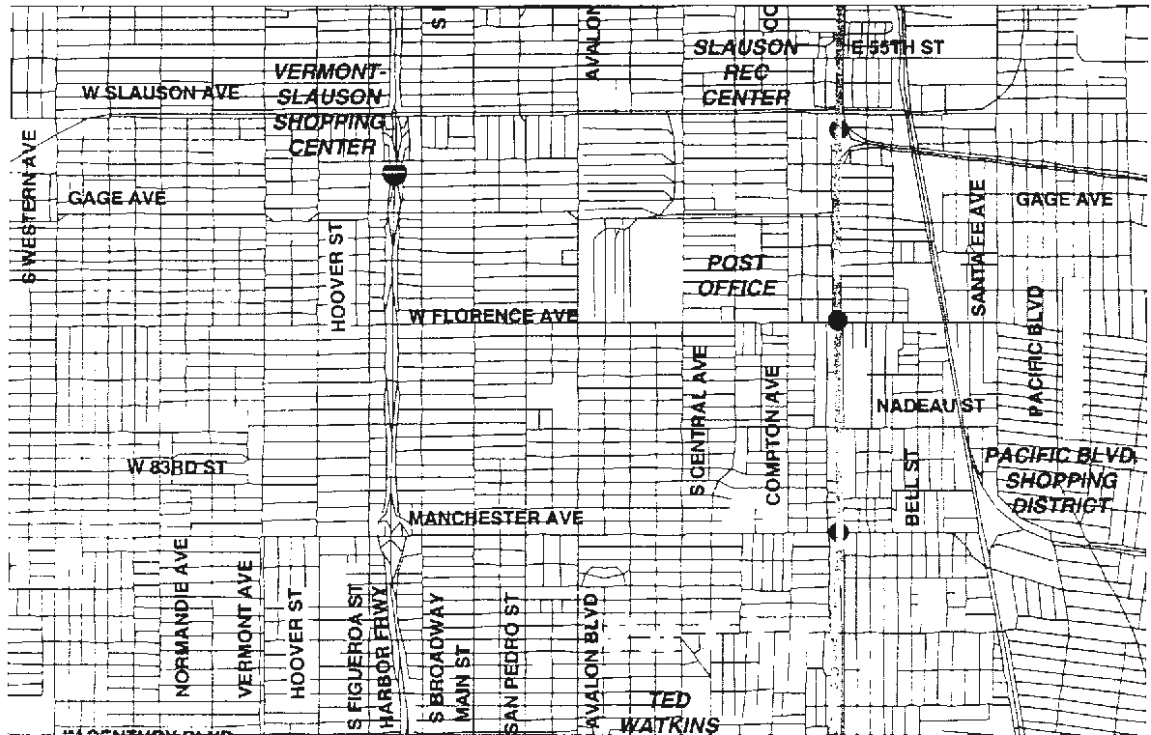 S
AVALON
CO
SLAUSON
REC
CENTER
E 55TH ST
VERMONT-
SLAUSON
SHOPPING
CENTER
W SLAUSON AVE
S WESTERN AVE
GAGE AVE
GAGE AVE
HOOVER ST
SANTA FE AVE
POST
OFFICE
W FLORENCE AVE
PACIFIC BLVD
S CENTRAL AVE
COMPTON AVE
NADEAU ST
W 83RD ST
BELL ST
PACIFIC BLVD.
SHOPPING
DISTRICT
MANCHESTER AVE
NORMANDIE AVE
VERMONT AVE
HOOVER ST
S FIGUEROA ST
HARBOR FRWY
S BROADWAY
MAIN ST
SAN PEDRO ST
AVALON BLVD
TED
WATKINS
W CENTURY BLVD